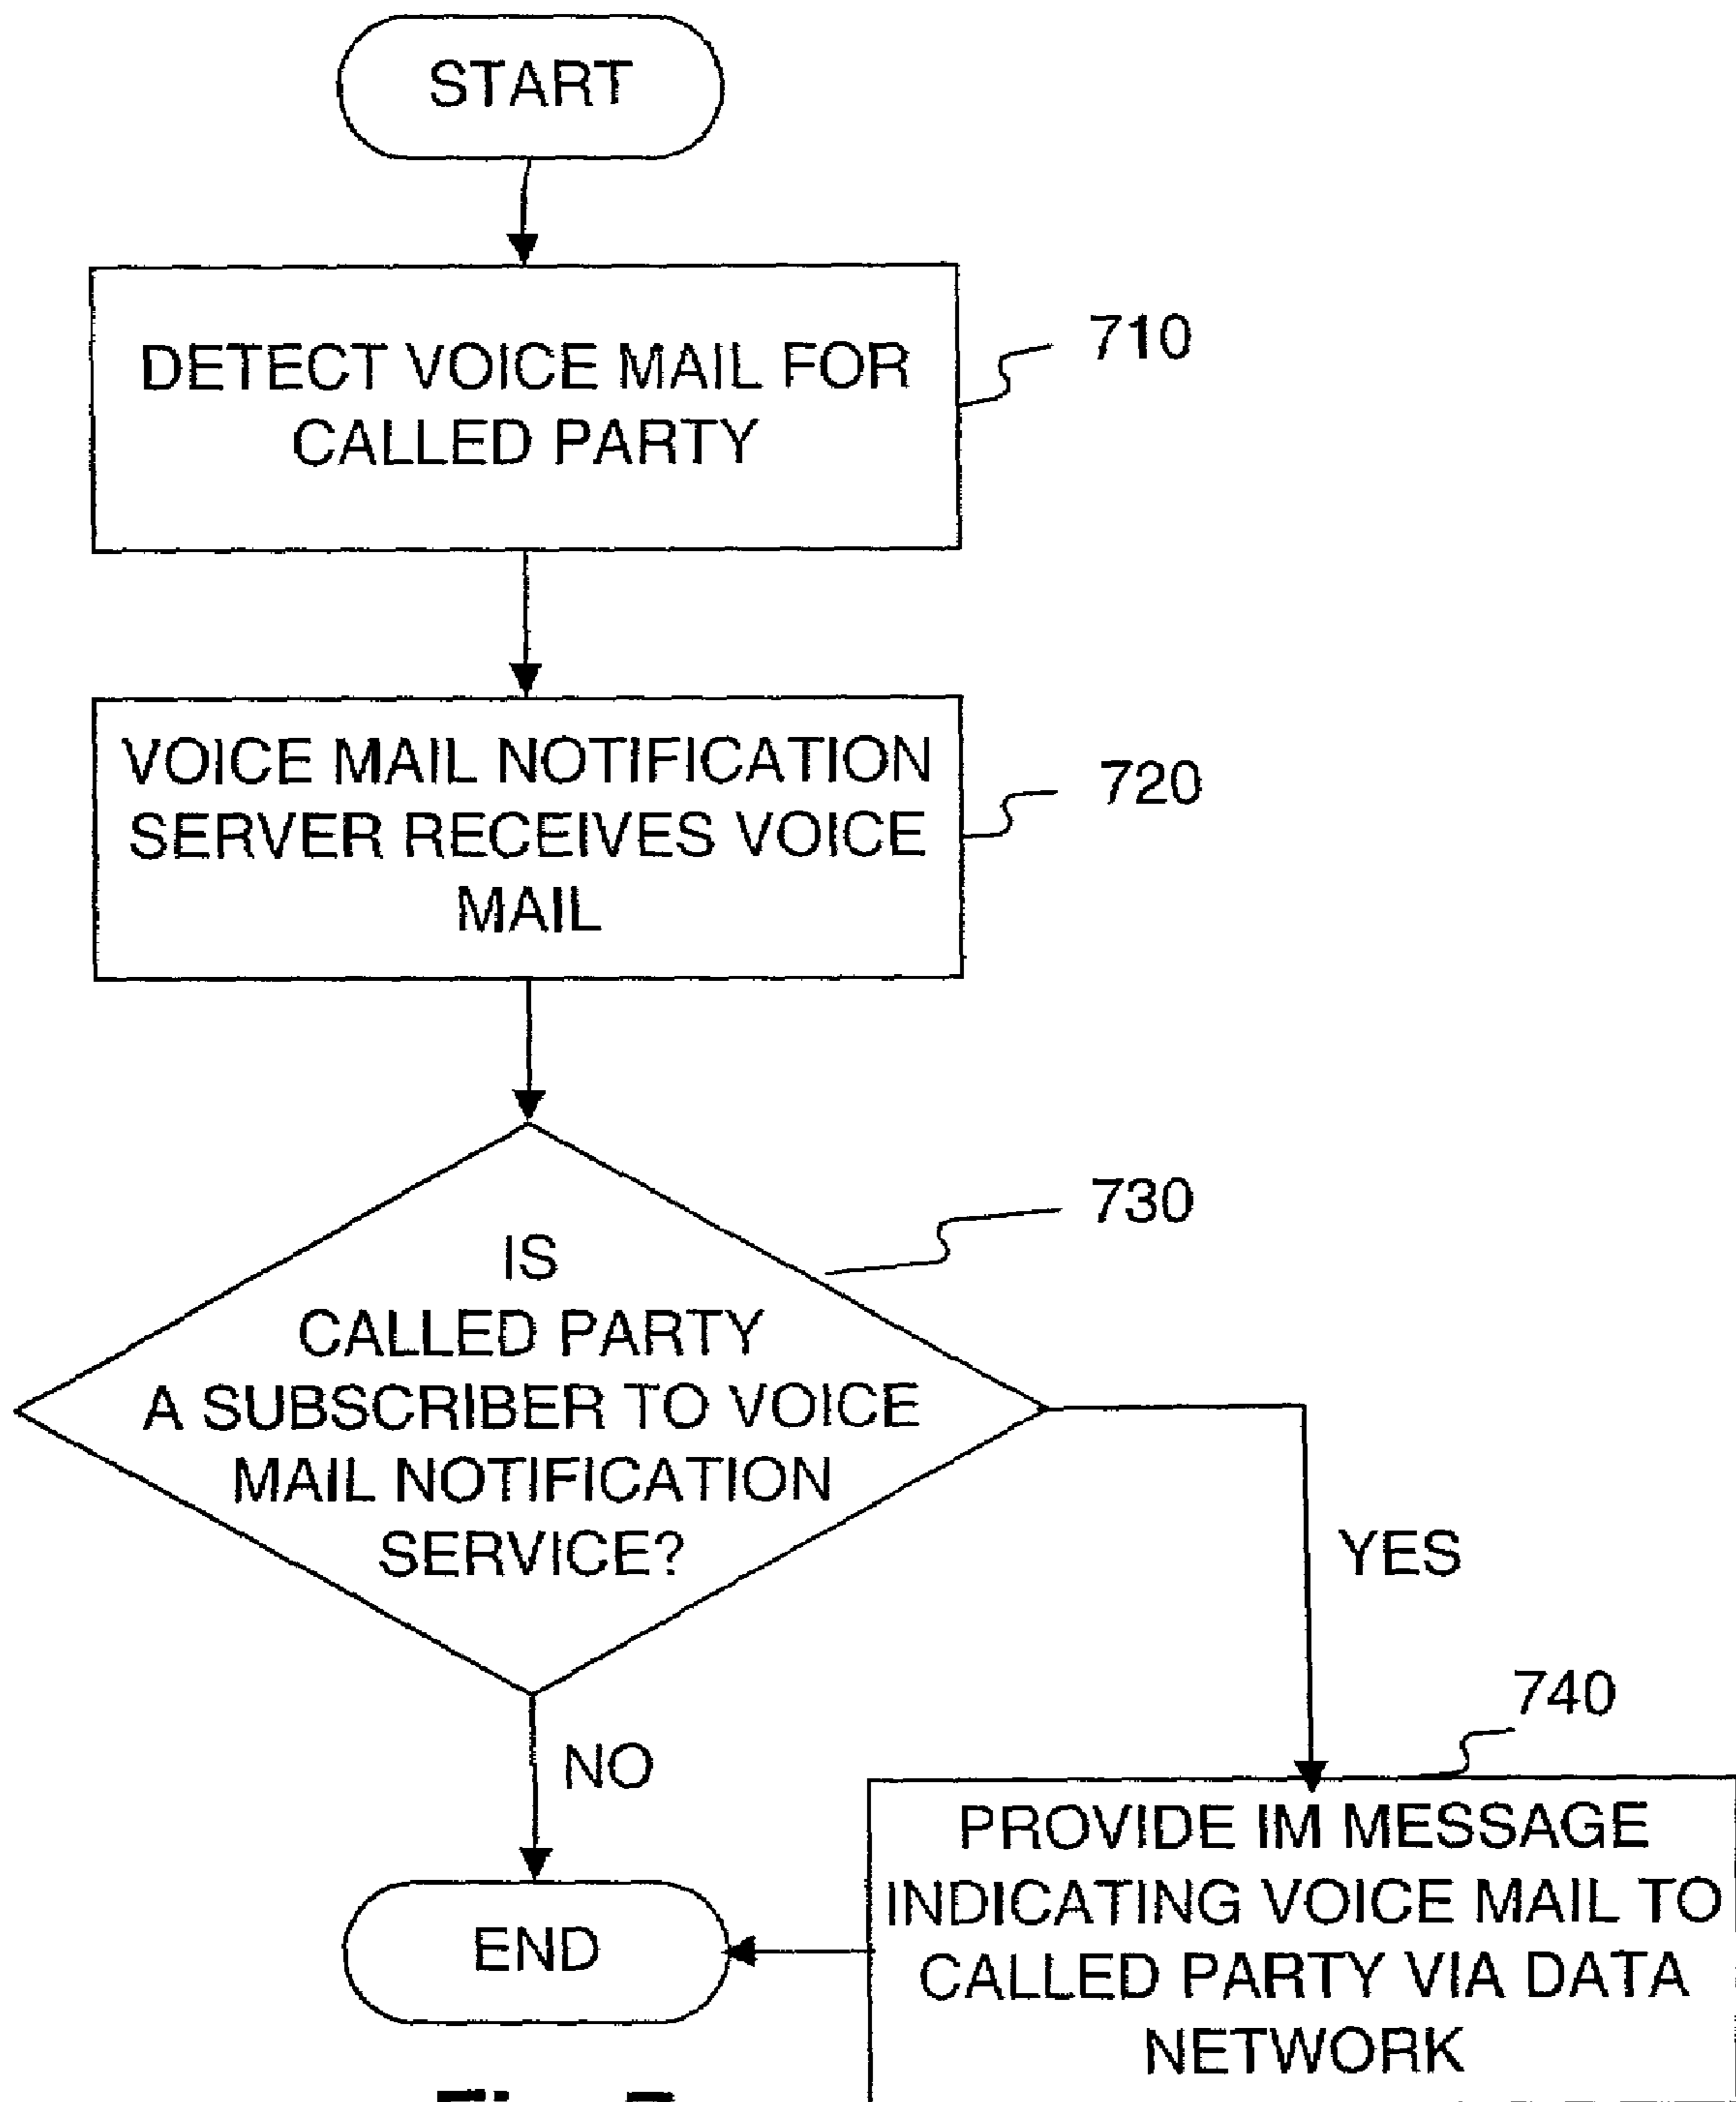 START
DETECT VOICE MAIL FOR
CALLED PARTY
710
VOICE MAIL NOTIFICATION
SERVER RECEIVES VOICE
MAIL
720
IS
CALLED PARTY
A SUBSCRIBER TO VOICE
MAIL NOTIFICATION
SERVICE?
730
YES
NO
740
PROVIDE IM MESSAGE
INDICATING VOICE MAIL TO
CALLED PARTY VIA DATA
NETWORK
END